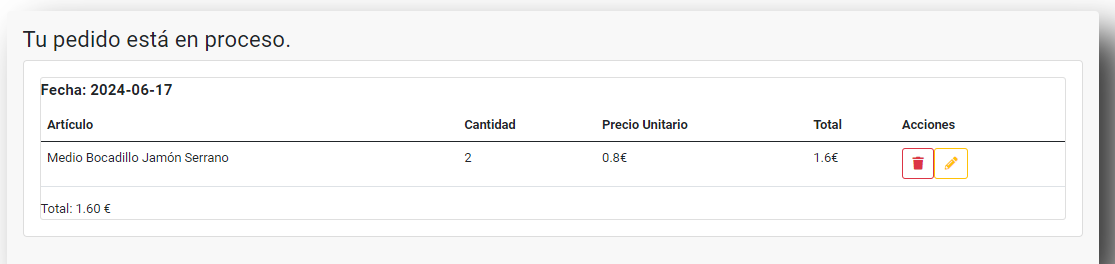 Tu pedido está en proceso.
Fecha: 2024-06-17
Artículo Cantidad Precio Unitario Total Acciones
Medio Bocadillo Jamón Serrano 2 0.8€ 1.6€
Total: 1.60 €